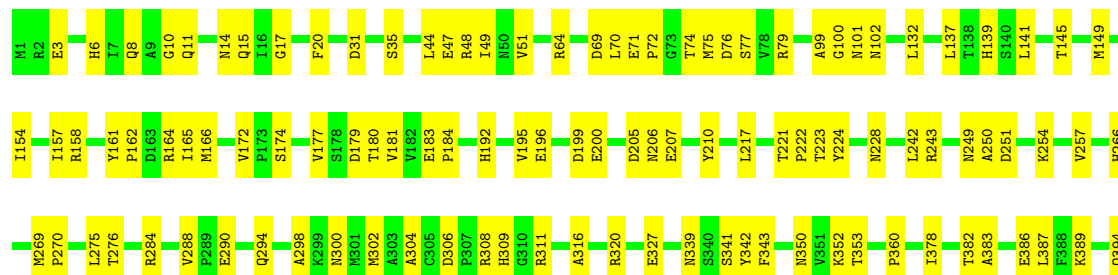 M1 R2 E3 H6 I7 Q8 A9 G10 Q11 N14 Q15 I16 G17 F20 D31 S35 L44 E47 R48 I49 N50 V51 R64 D69 L70 E71 P72 G73 T74 M75 D76 S77 V78 R79 A99 G100 N101 N102 L132 L137 T138 H139 S140 L141 T145 M149
I154 I157 R158 Y161 P162 D163 R164 I165 M166 V172 P173 S174 V177 S178 D179 T180 V181 V182 E183 P184 H192 V195 E196 D199 E200 D205 N206 E207 Y210 L217 T221 P222 T223 Y224 N228 L242 R243 N249 A250 D251 K254 V257 H266
M269 P270 L275 T276 R284 V288 P289 E290 Q294 A298 K299 N300 M301 M302 A303 A304 C305 D306 P307 R308 H309 G310 R311 A316 R320 E327 N339 S340 S341 Y342 F343 N350 V351 K352 T353 P360 I378 T382 A383 E386 L387 F388 K389